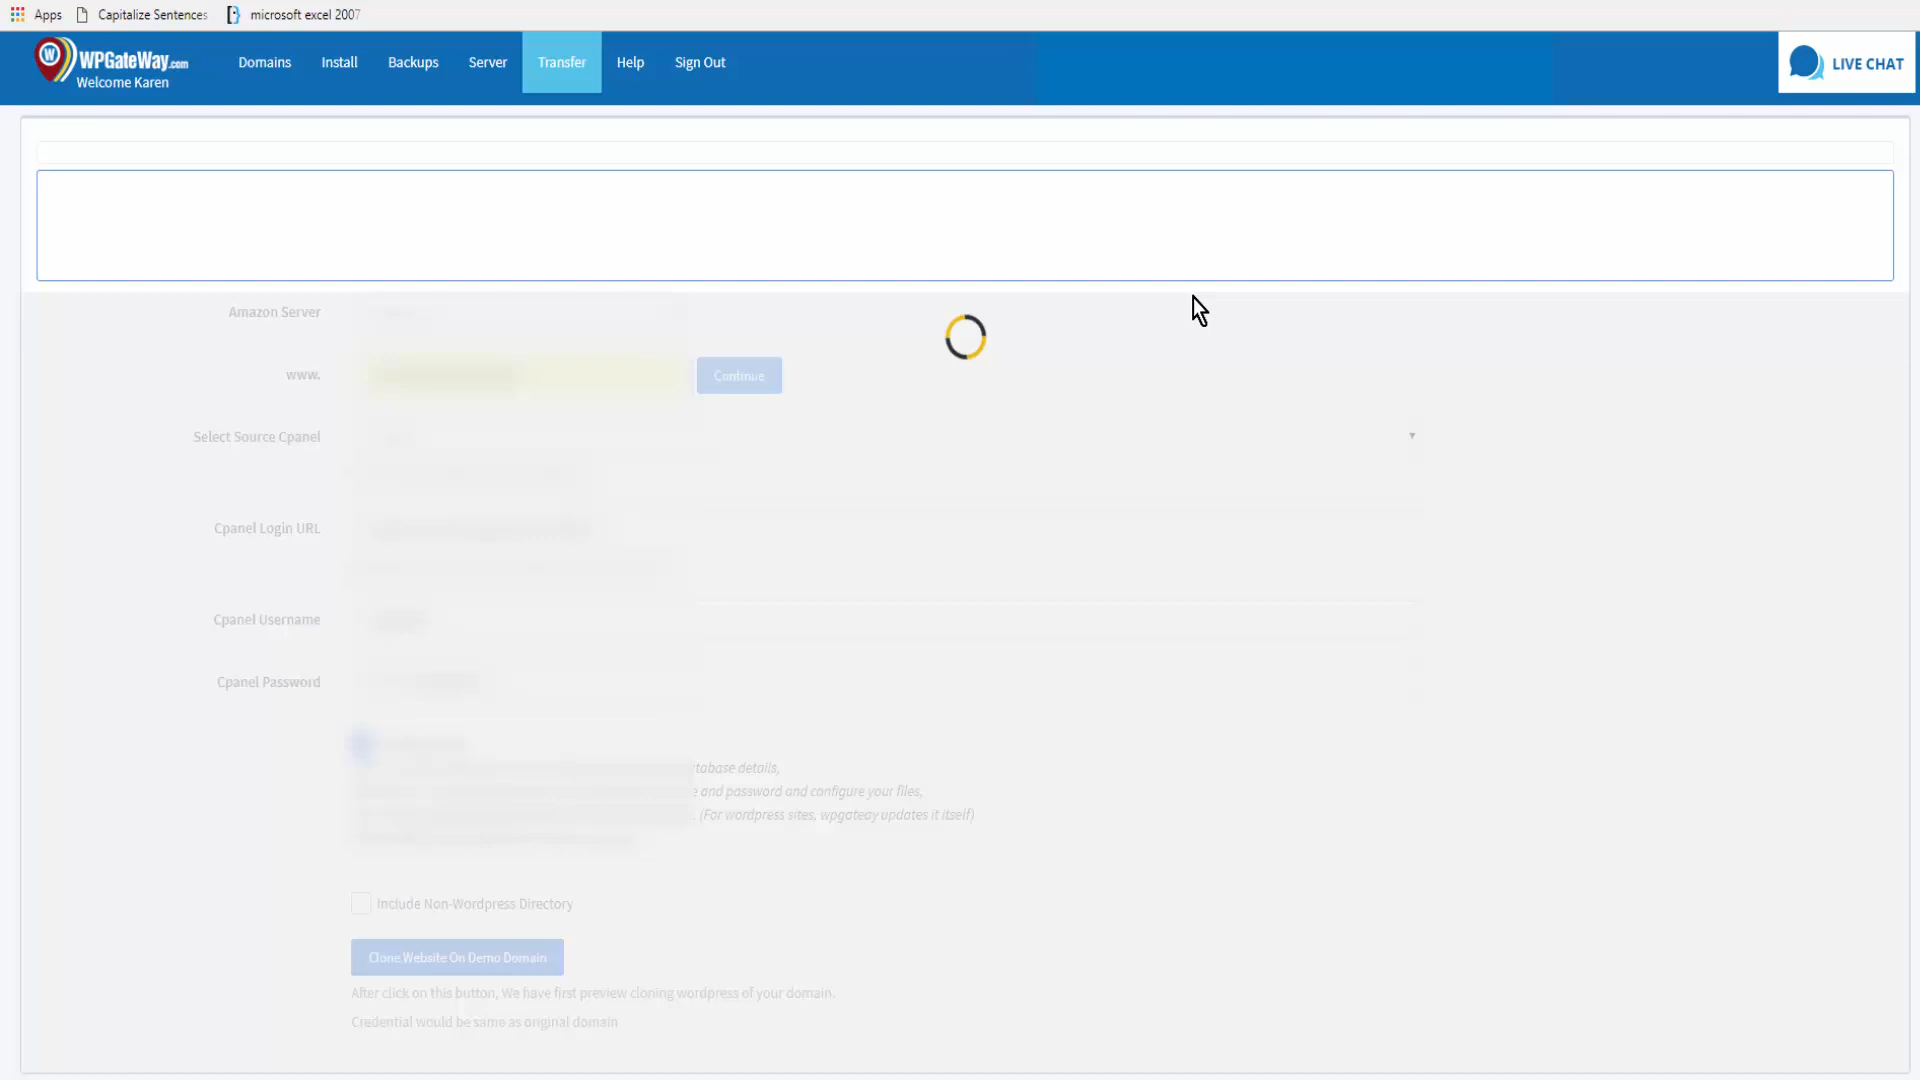 Apps Capitalize Sentences microsoft excel 2007
W WPGateWay.com
Welcome Karen
Domains Install Backups Server Transfer Help Sign Out
LIVE CHAT
Amazon Server
www. Continue
Select Source Cpanel
Cpanel Login URL
Cpanel Username
Cpanel Password
tabase details,
e and password and configure your files,
. (For wordpress sites, wpgateay updates it itself)
Include Non-Wordpress Directory
Clone Website On Demo Domain
After click on this button, We have first preview cloning wordpress of your domain.
Credential would be same as original domain